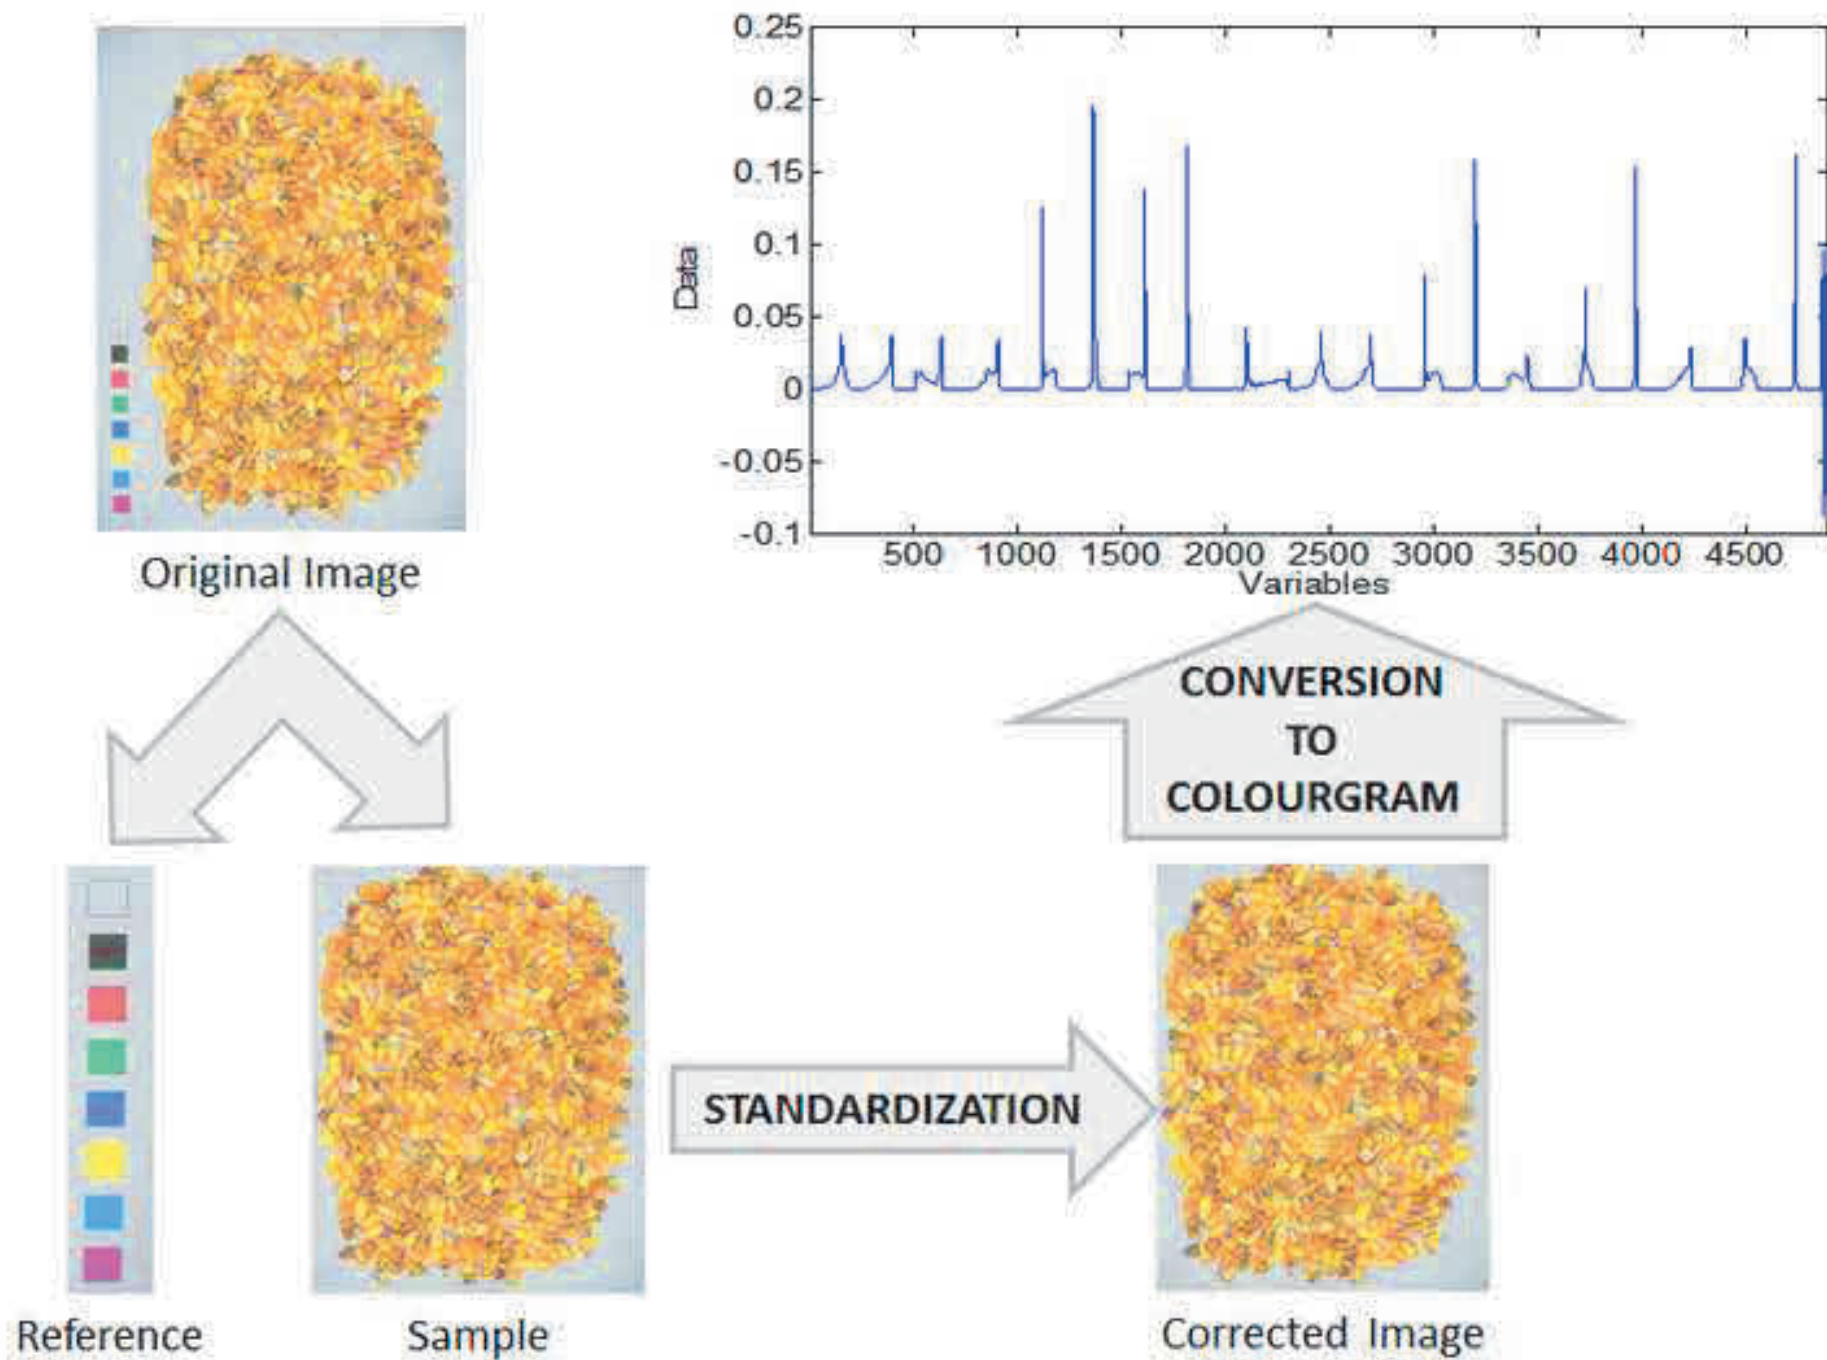 0.25
0.2
0.15
0.1
0.05
0
-0.05
-0.1
Data
500 1000 1500 2000 2500 3000 3500 4000 4500
Variables
Original Image
CONVERSION
TO
COLOURGRAM
STANDARDIZATION
Reference
Sample
Corrected Image